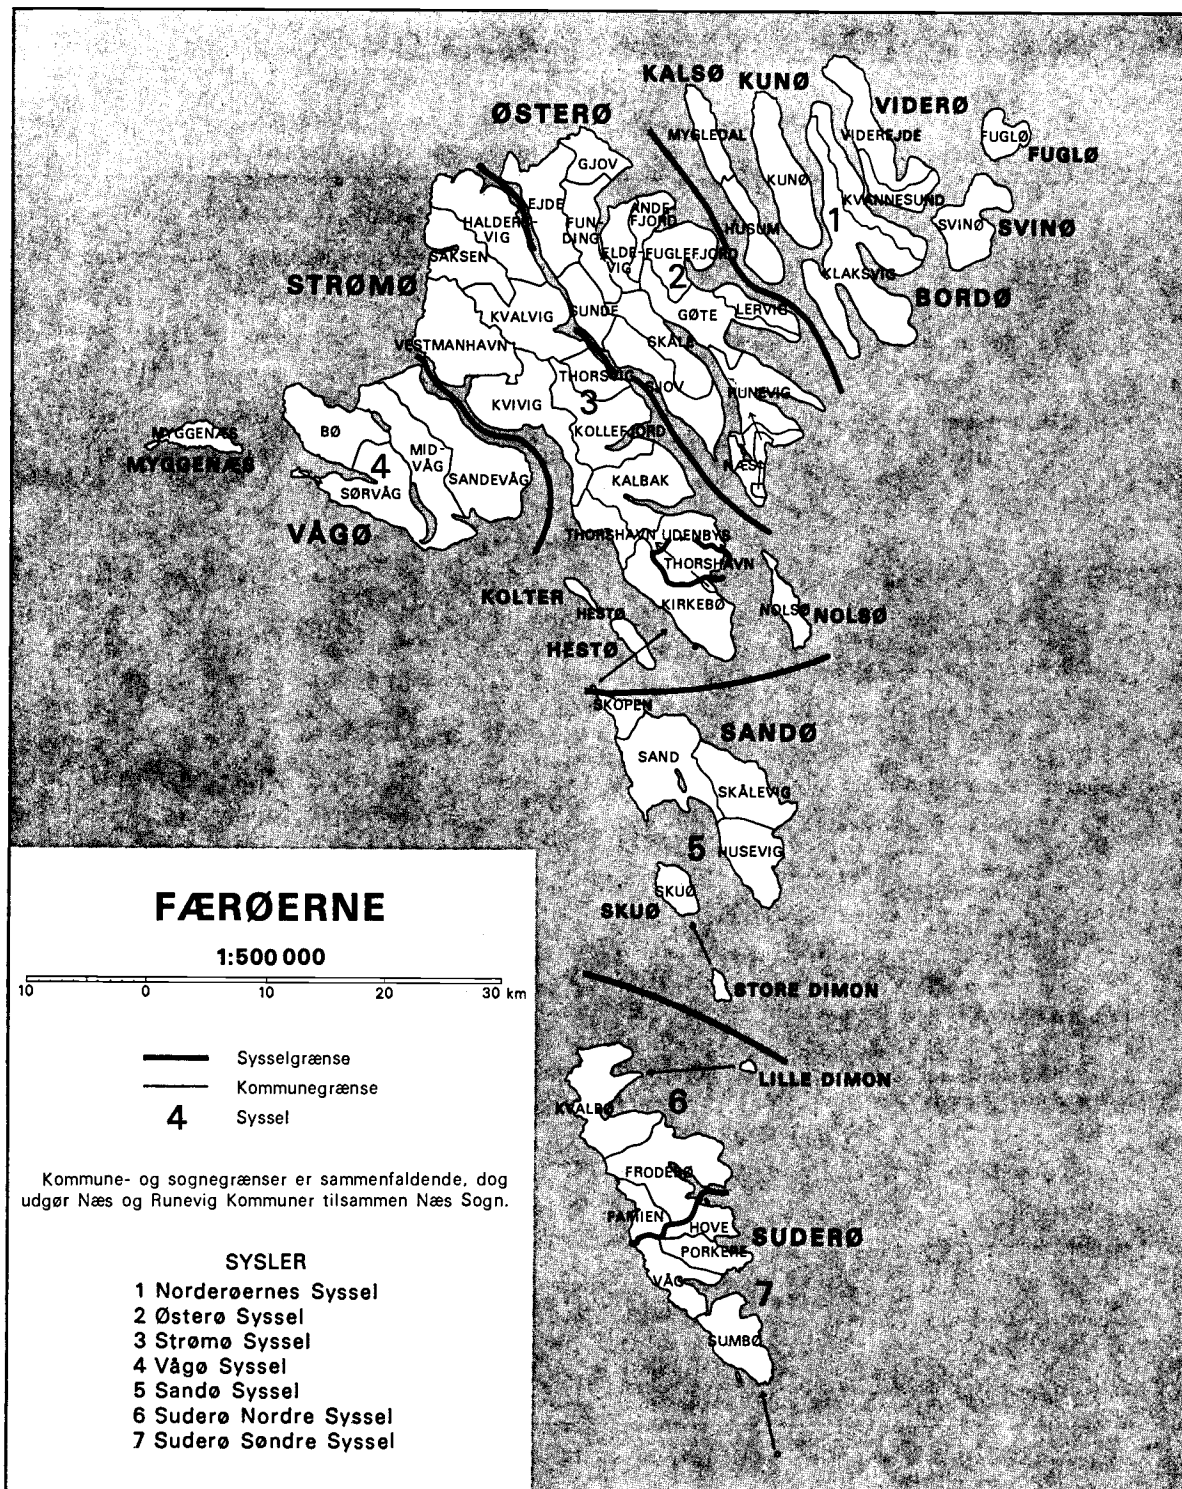 KALSØ
KUNØ
VIDERØ
ØSTERØ
MYGLEDAL
VIDEREJDE
FUGLØ
FUGLØ
GJOV
KUNØ
EJDE
ANDE-
FJORD
KVANNESUND
HALDERS-
VIG
FUN-
DING
HUSUM
1
SVINØ
SVINØ
SAKSEN
ELDE-
VIG
FUGLEFJORD
2
KLAKSVIG
STRØMØ
BORDØ
KVALVIG
SUNDE
GØTE
LERVIG
VESTMANHAVN
SKÅLE
THORSVIG
SJOV
RUNEVIG
KVIVIG
3
MYGGENÆS
MYGGENÆS
BØ
KOLLEFJORD
MID-
VÅG
4
NÆS
SANDEVÅG
KALBAK
SØRVÅG
VÅGØ
THORSHAVN UDENBYS
THORSHAVN
KOLTER
KIRKEBØ
HESTØ
NOLSØ
NOLSØ
HESTØ
SKOPEN
SANDØ
SAND
SKÅLEVIG
5
HUSEVIG
SKUØ
SKUØ
STORE DIMON
LILLE DIMON
KVALBØ
6
FRODEBØ
FAMIEN
HOVE
SUDERØ
PORKERE
VÅG
7
SUMBØ
FÆRØERNE
1:500 000
10 0 10 20 30 km
Sysselgrænse
Kommunegrænse
4 Syssel
Kommune- og sognegrænser er sammenfaldende, dog
udgør Næs og Runevig Kommuner tilsammen Næs Sogn.
SYSLER
1 Norderøernes Syssel
2 Østerø Syssel
3 Strømø Syssel
4 Vågø Syssel
5 Sandø Syssel
6 Suderø Nordre Syssel
7 Suderø Søndre Syssel